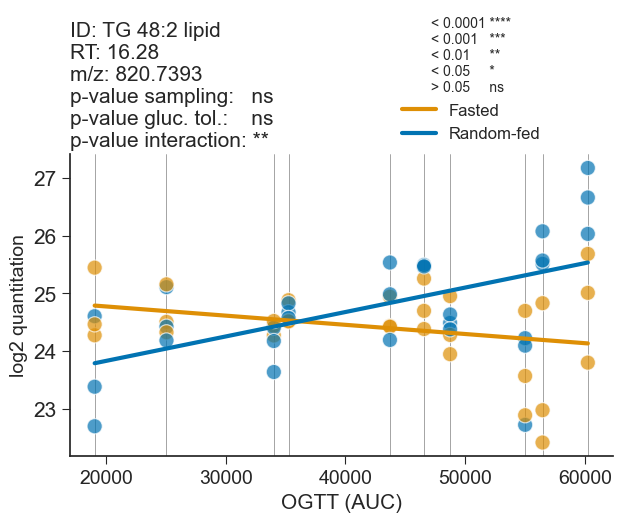 ID: TG 48:2 lipid
RT: 16.28
m/z: 820.7393
p-value sampling: ns
p-value gluc. tol.: ns
p-value interaction: **
< 0.0001 ****
< 0.001 ***
< 0.01 **
< 0.05 *
> 0.05 ns
Fasted
Random-fed
log2 quantitation
27
26
25
24
23
20000 30000 40000 50000 60000
OGTT (AUC)